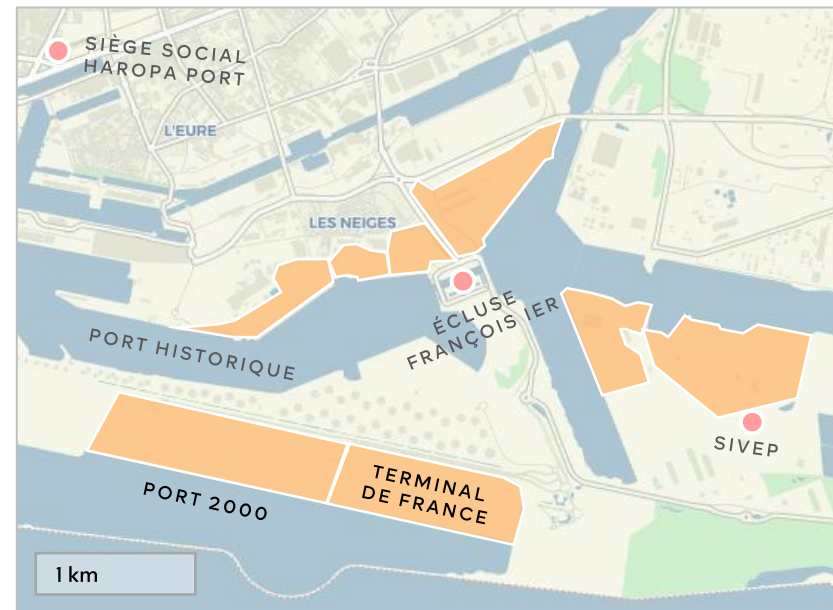 SIÈGE SOCIAL
HAROPA PORT
L'EURE
LES NEIGES
ÉCLUSE
FRANÇOIS IER
PORT HISTORIQUE
SIVEP
TERMINAL
DE FRANCE
PORT 2000
1 km